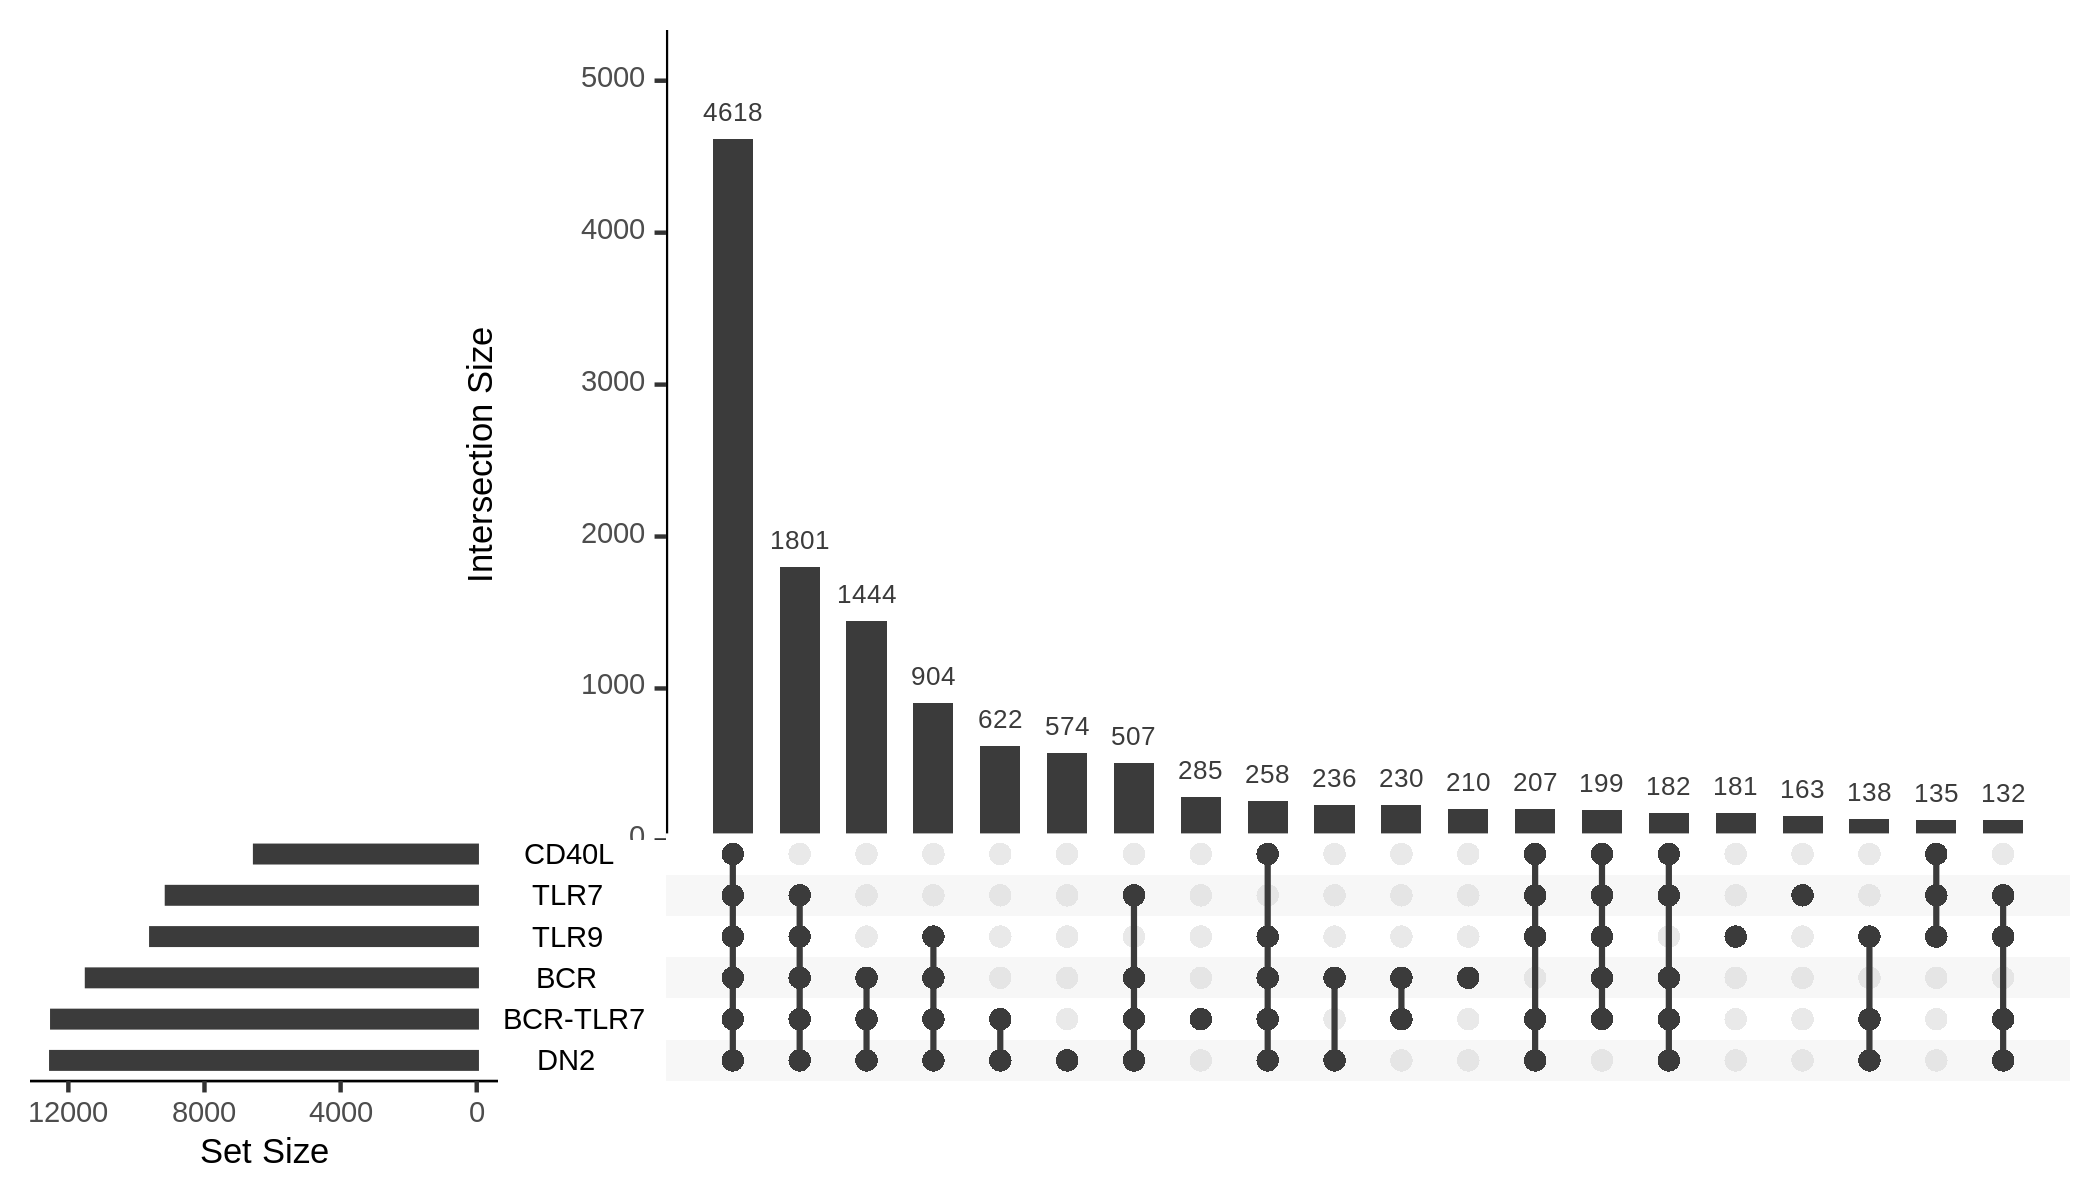 5000
4618
4000
3000
Intersection Size
2000
1801
1444
1000
904
622 574 507 285 258 236 230 210 207 199 182 181 163 138 135 132
0
CD40L
TLR7
TLR9
BCR
BCR-TLR7
DN2
12000 8000 4000 0
Set Size